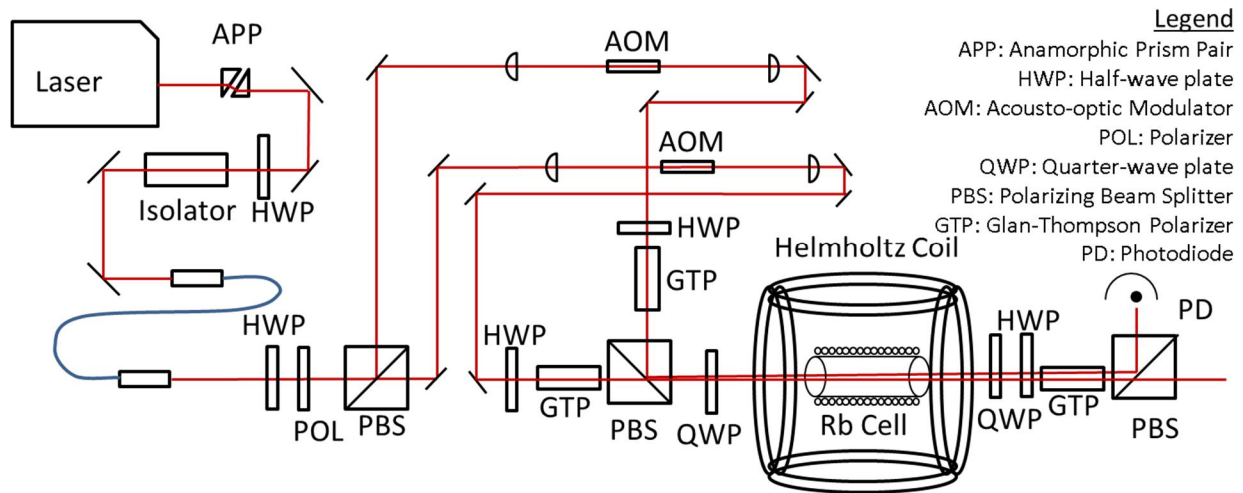 Legend
APP: Anamorphic Prism Pair
HWP: Half-wave plate
AOM: Acousto-optic Modulator
POL: Polarizer
QWP: Quarter-wave plate
PBS: Polarizing Beam Splitter
GTP: Glan-Thompson Polarizer
PD: Photodiode
APP
Laser
AOM
AOM
Isolator
HWP
HWP
GTP
Helmholtz Coil
PD
HWP
POL
PBS
HWP
GTP
PBS
QWP
Rb Cell
HWP
QWP
GTP
PBS